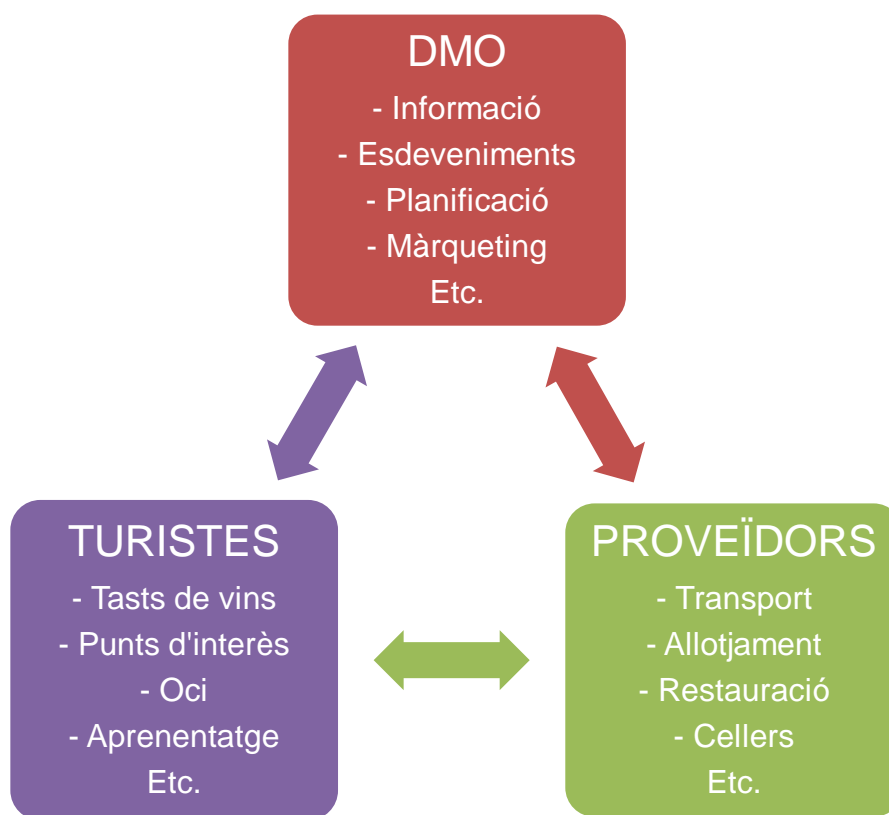 DMO
- Informació
- Esdeveniments
- Planificació
- Màrqueting
Etc.
TURISTES
- Tasts de vins
- Punts d'interès
- Oci
- Aprenentatge
Etc.
PROVEÏDORS
- Transport
- Allotjament
- Restauració
- Cellers
Etc.